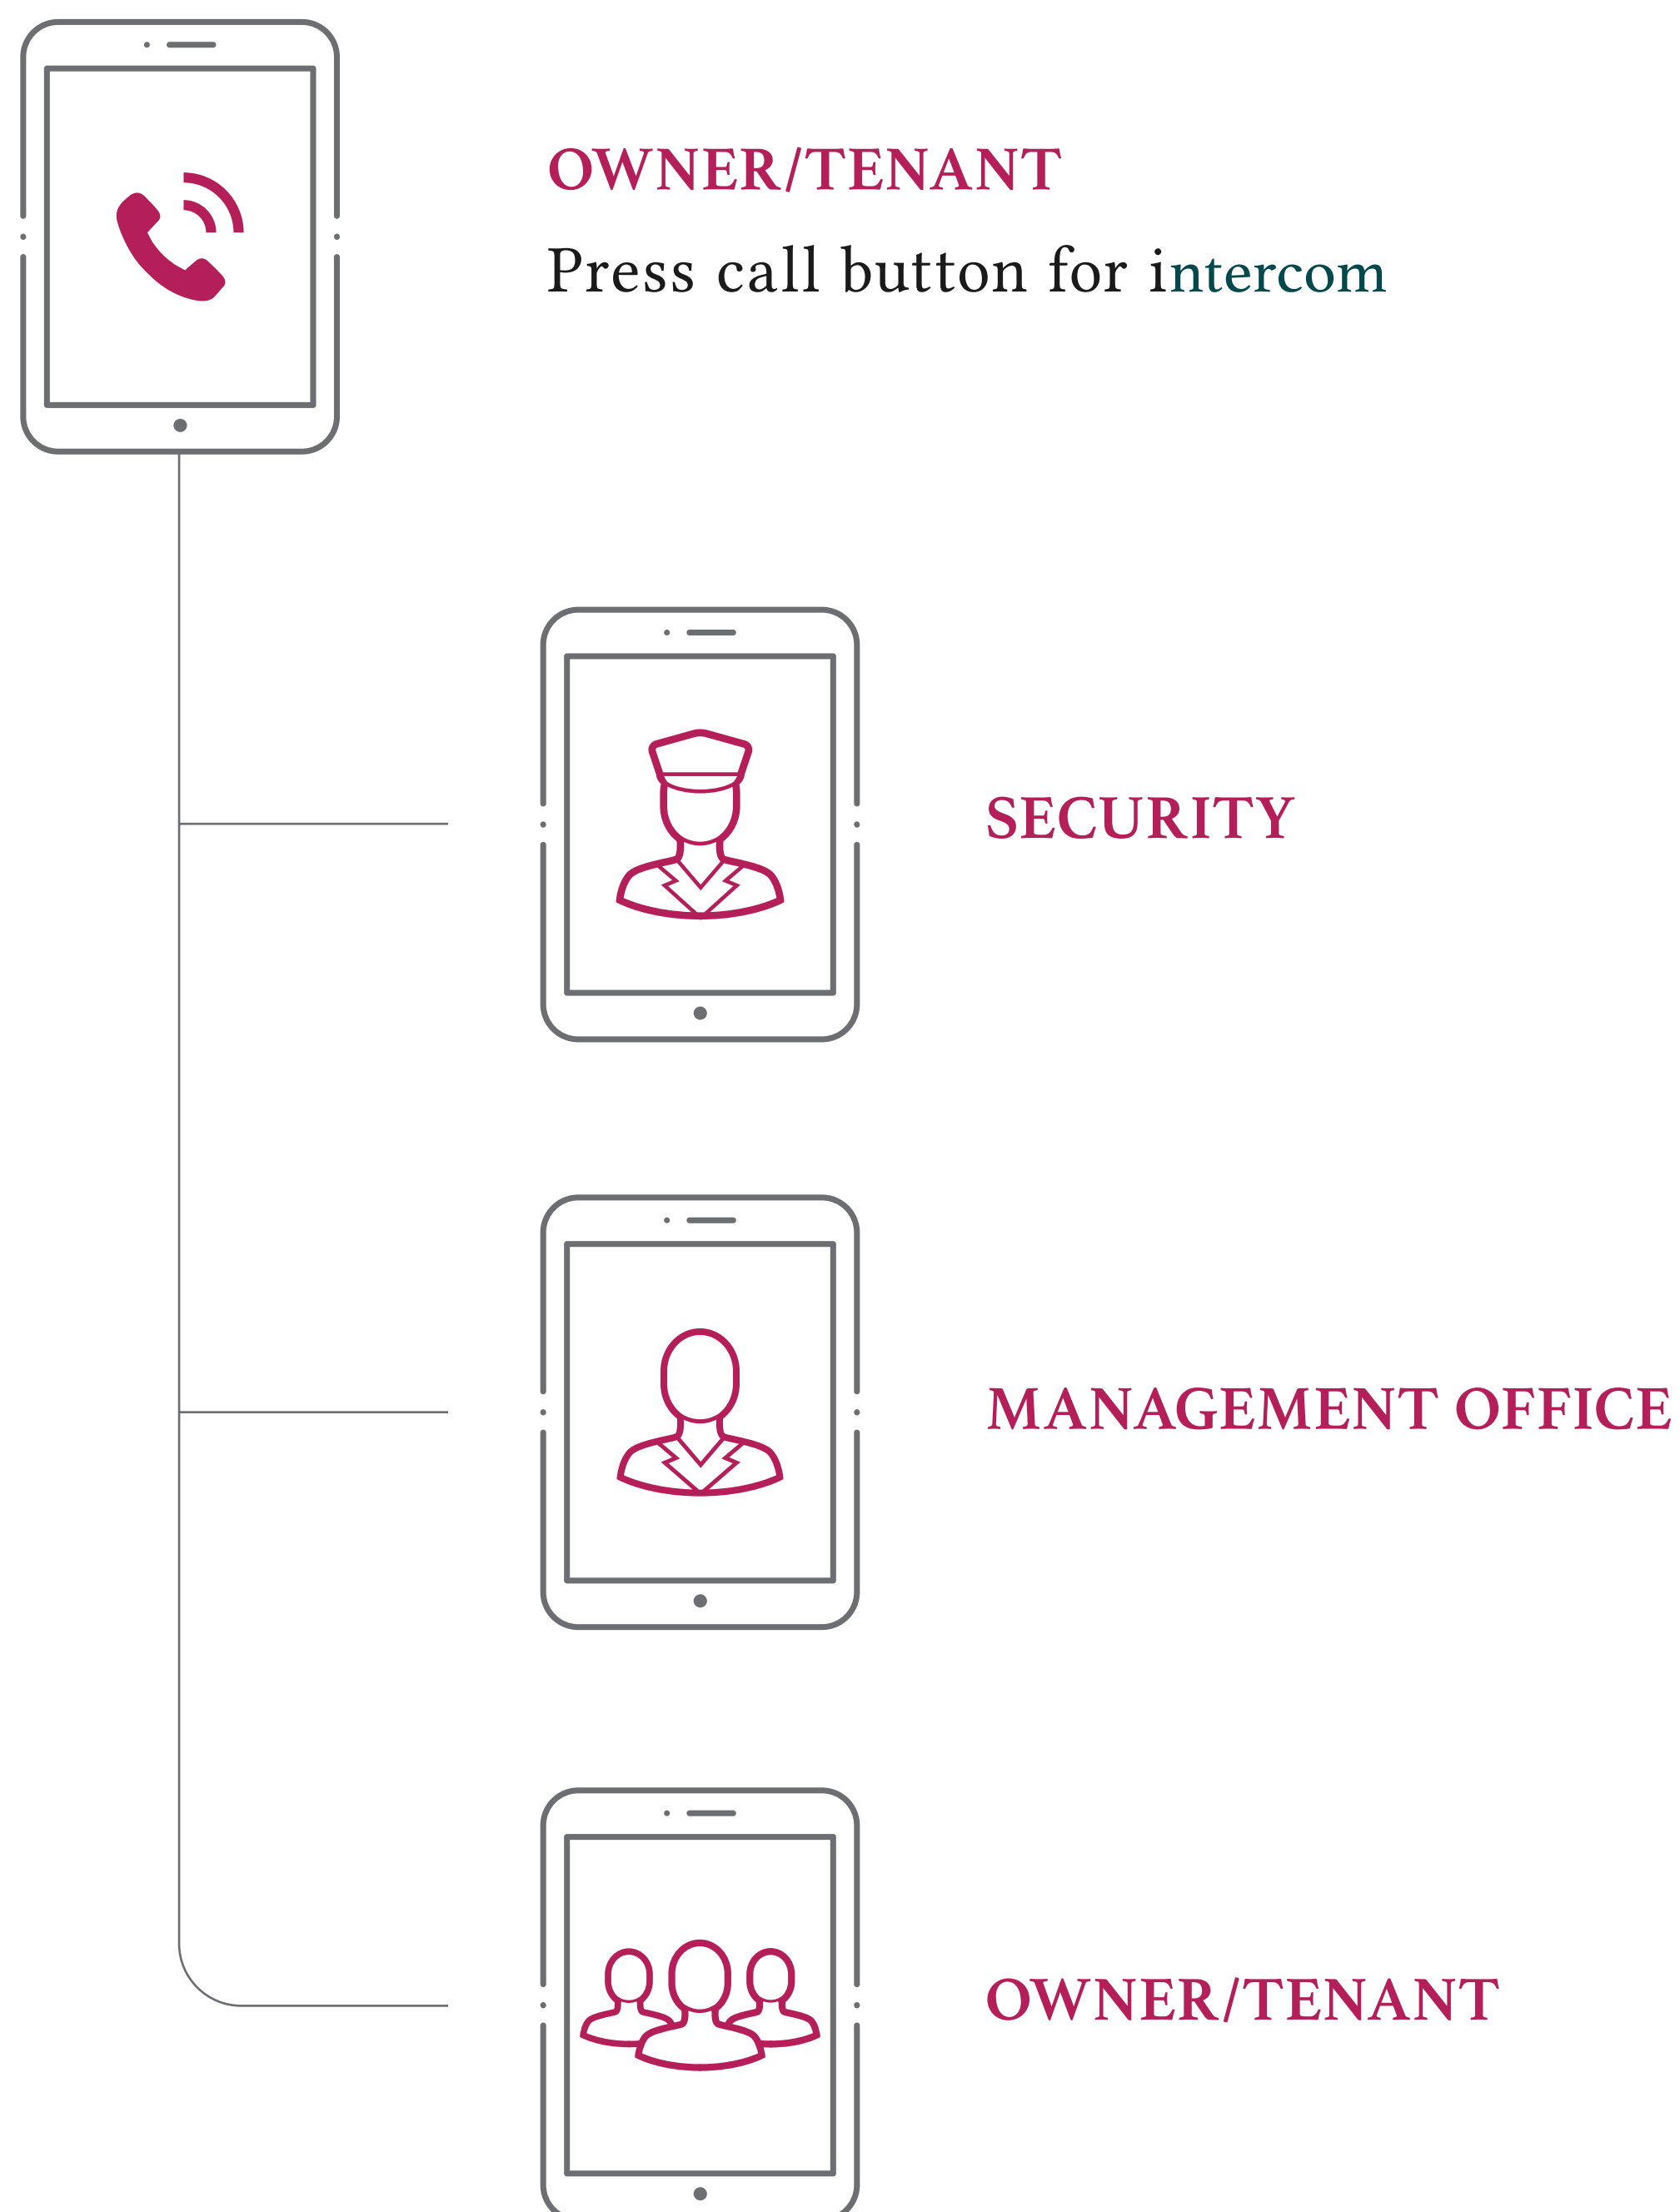 OWNER/TENANT
Press call button for intercom
SECURITY
MANAGEMENT OFFICE
OWNER/TENANT